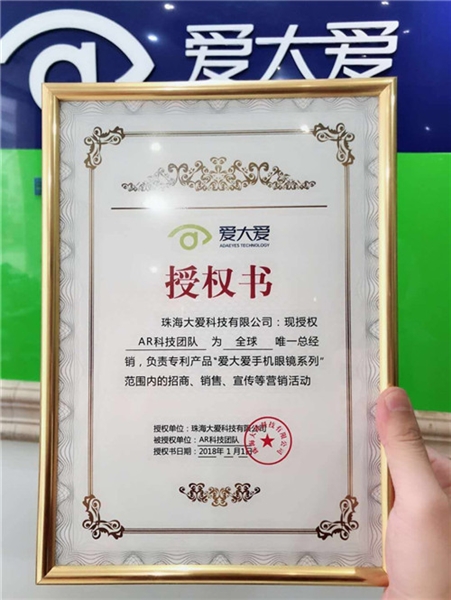 爱大爱
爱大爱
ADAEYES TECHNOLOGY
授权书
珠海大爱科技有限公司：现授权
AR科技团队 为 全球 唯一总经
销，负责专利产品“爱大爱手机眼镜系列”
范围内的招商、销售、宣传等营销活动
授权单位：珠海大爱科技有限公司
被授权单位：AR科技团队
授权书日期：2018年1月1日